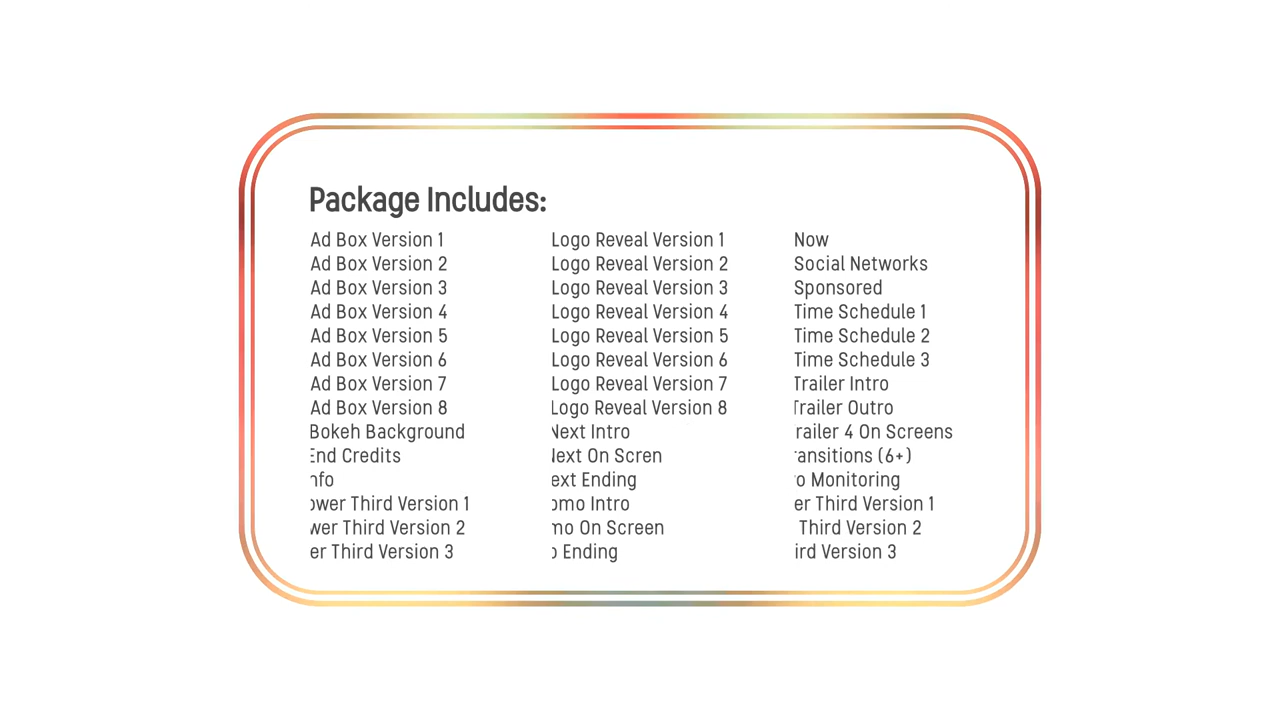 Package Includes:
Ad Box Version 1
Ad Box Version 2
Ad Box Version 3
Ad Box Version 4
Ad Box Version 5
Ad Box Version 6
Ad Box Version 7
Ad Box Version 8
Bokeh Background
End Credits
nfo
ower Third Version 1
wer Third Version 2
er Third Version 3
Logo Reveal Version 1
Logo Reveal Version 2
Logo Reveal Version 3
Logo Reveal Version 4
Logo Reveal Version 5
Logo Reveal Version 6
Logo Reveal Version 7
Logo Reveal Version 8
Next Intro
Next On Scren
ext Ending
omo Intro
mo On Screen
o Ending
Now
Social Networks
Sponsored
Time Schedule 1
Time Schedule 2
Time Schedule 3
Trailer Intro
Trailer Outro
railer 4 On Screens
ransitions (6+)
o Monitoring
er Third Version 1
Third Version 2
ird Version 3